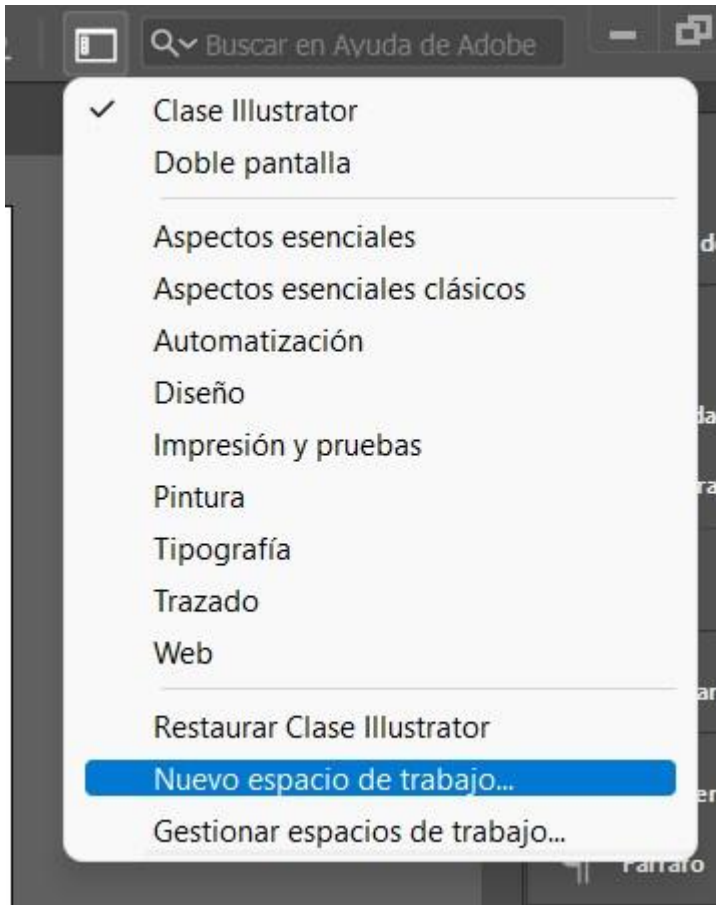 Buscar en Ayuda de Adobe
Clase Illustrator
Doble pantalla
Aspectos esenciales
Aspectos esenciales clásicos
Automatización
Diseño
Impresión y pruebas
Pintura
Tipografía
Trazado
Web
Restaurar Clase Illustrator
Nuevo espacio de trabajo...
Gestionar espacios de trabajo...
Párrafo